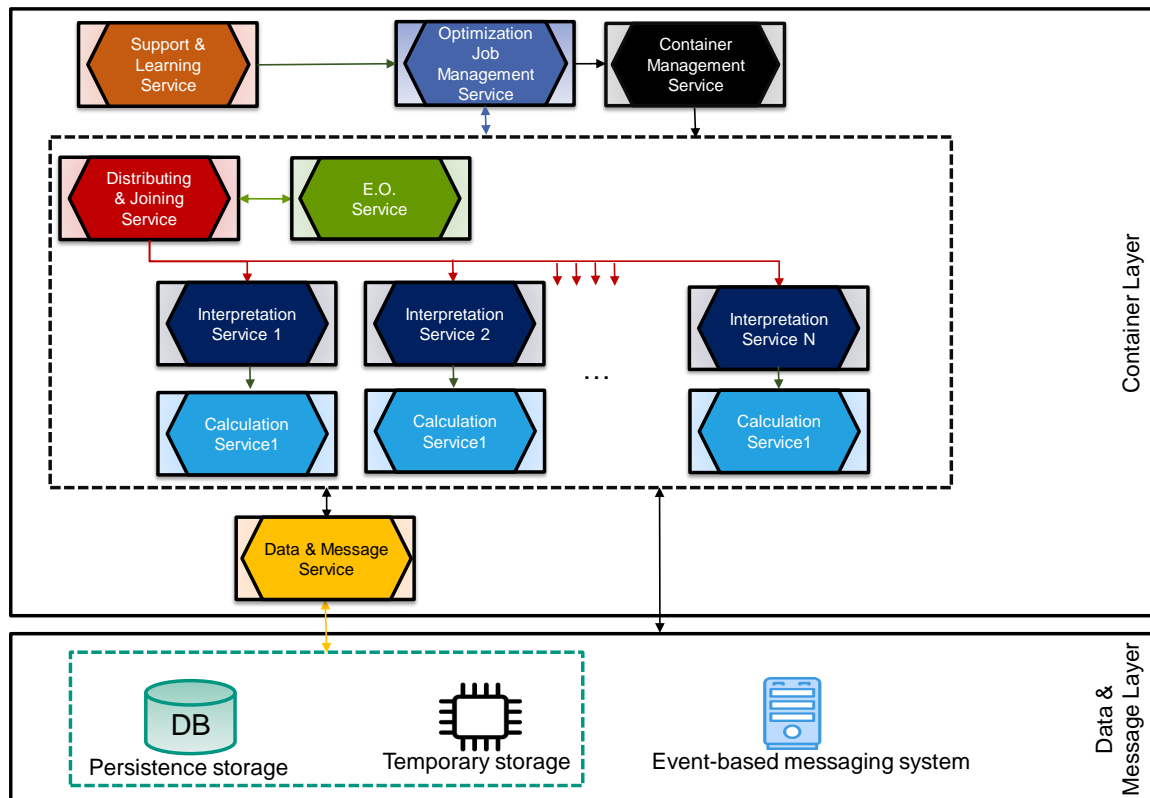 Support &
Learning
Service
Optimization
Job
Management
Service
Container
Management
Service
Distributing
& Joining
Service
E.O.
Service
Interpretation
Service 1
Interpretation
Service 2
Interpretation
Service N
...
Calculation
Service1
Calculation
Service1
Calculation
Service1
Data & Message
Service
Container Layer
DB
Persistence storage
Temporary storage
Event-based messaging system
Data &
Message Layer